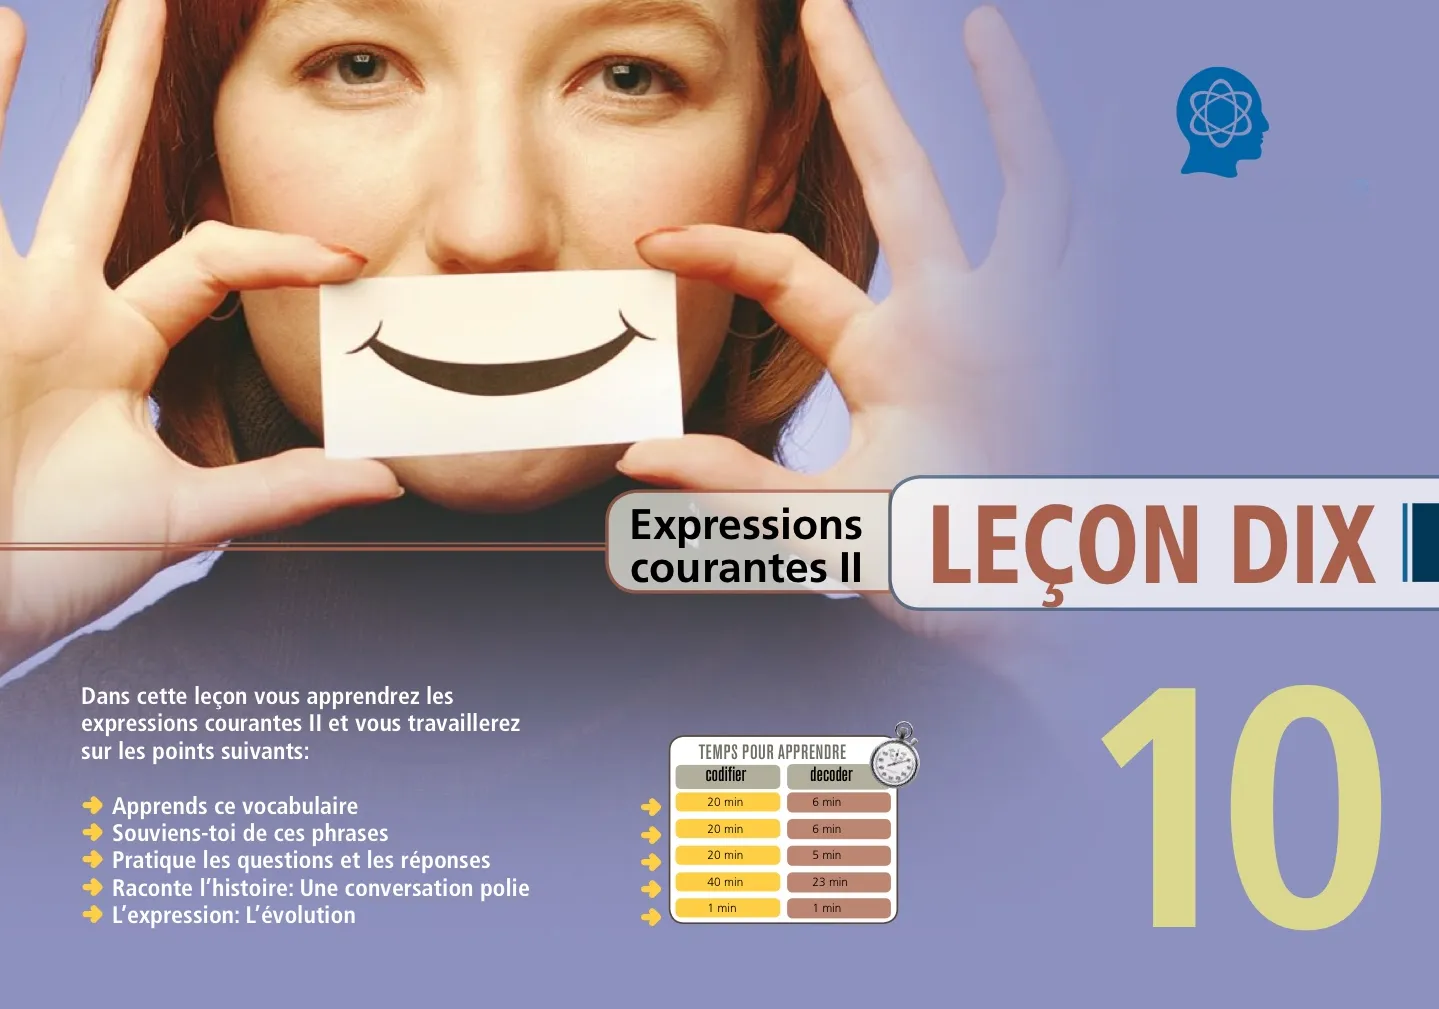 Expressions
courantes II
LEÇON DIX
10
Dans cette leçon vous apprendrez les
expressions courantes II et vous travaillerez
sur les points suivants:
Apprends ce vocabulaire
Souviens-toi de ces phrases
Pratique les questions et les réponses
Raconte l'histoire: Une conversation polie
L'expression: L'évolution
TEMPS POUR APPRENDRE
codifier decoder
20 min 6 min
20 min 6 min
20 min 5 min
40 min 23 min
1 min 1 min